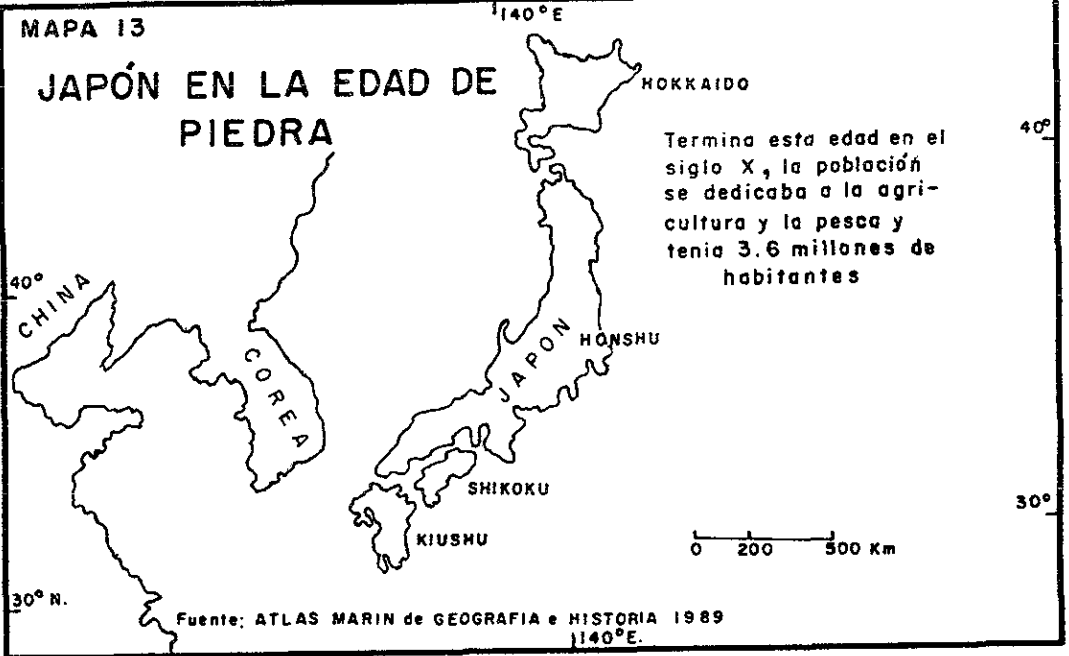 140°E
MAPA 13
JAPÓN EN LA EDAD DE
PIEDRA
HOKKAIDO
40°
Termina esta edad en el
siglo X, la población
se dedicaba a la agri-
cultura y la pesca y
tenia 3.6 millones de
habitantes
40°
CHINA
COREA
JAPON
HONSHU
SHIKOKU
KIUSHU
30°
0 200 500 Km
30° N.
Fuente: ATLAS MARIN de GEOGRAFIA e HISTORIA 1989
140°E.